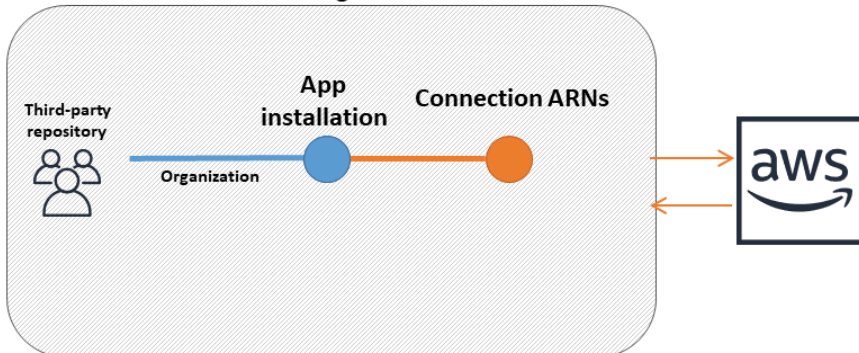 App
installation
Connection ARNs
Third-party
repository
Organization
aws